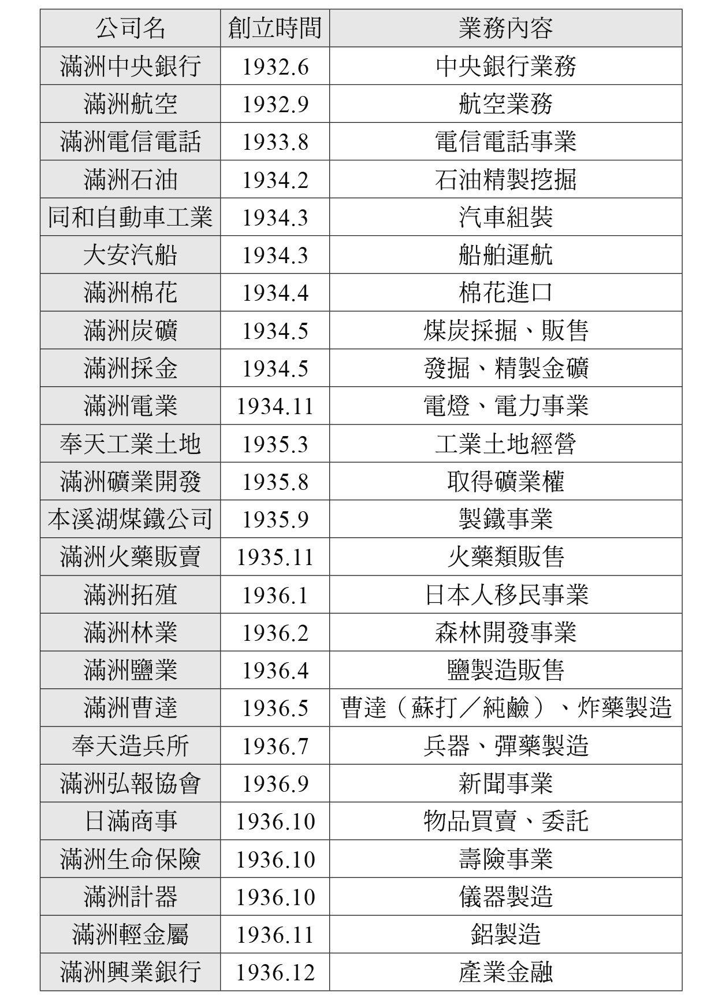 公司名 創立時間 業務內容
滿洲中央銀行 1932.6 中央銀行業務
滿洲航空 1932.9 航空業務
滿洲電信電話 1933.8 電信電話事業
滿洲石油 1934.2 石油精製挖掘
同和自動車工業 1934.3 汽車組裝
大安汽船 1934.3 船舶運航
滿洲棉花 1934.4 棉花進口
滿洲炭礦 1934.5 煤炭採掘、販售
滿洲採金 1934.5 發掘、精製金礦
滿洲電業 1934.11 電燈、電力事業
奉天工業土地 1935.3 工業土地經營
滿洲礦業開發 1935.8 取得礦業權
本溪湖煤鐵公司 1935.9 製鐵事業
滿洲火藥販賣 1935.11 火藥類販售
滿洲拓殖 1936.1 日本人移民事業
滿洲林業 1936.2 森林開發事業
滿洲鹽業 1936.4 鹽製造販售
滿洲曹達 1936.5 曹達（蘇打／純鹼）、炸藥製造
奉天造兵所 1936.7 兵器、彈藥製造
滿洲弘報協會 1936.9 新聞事業
日滿商事 1936.10 物品買賣、委託
滿洲生命保險 1936.10 壽險事業
滿洲計器 1936.10 儀器製造
滿洲輕金屬 1936.11 鋁製造
滿洲興業銀行 1936.12 產業金融